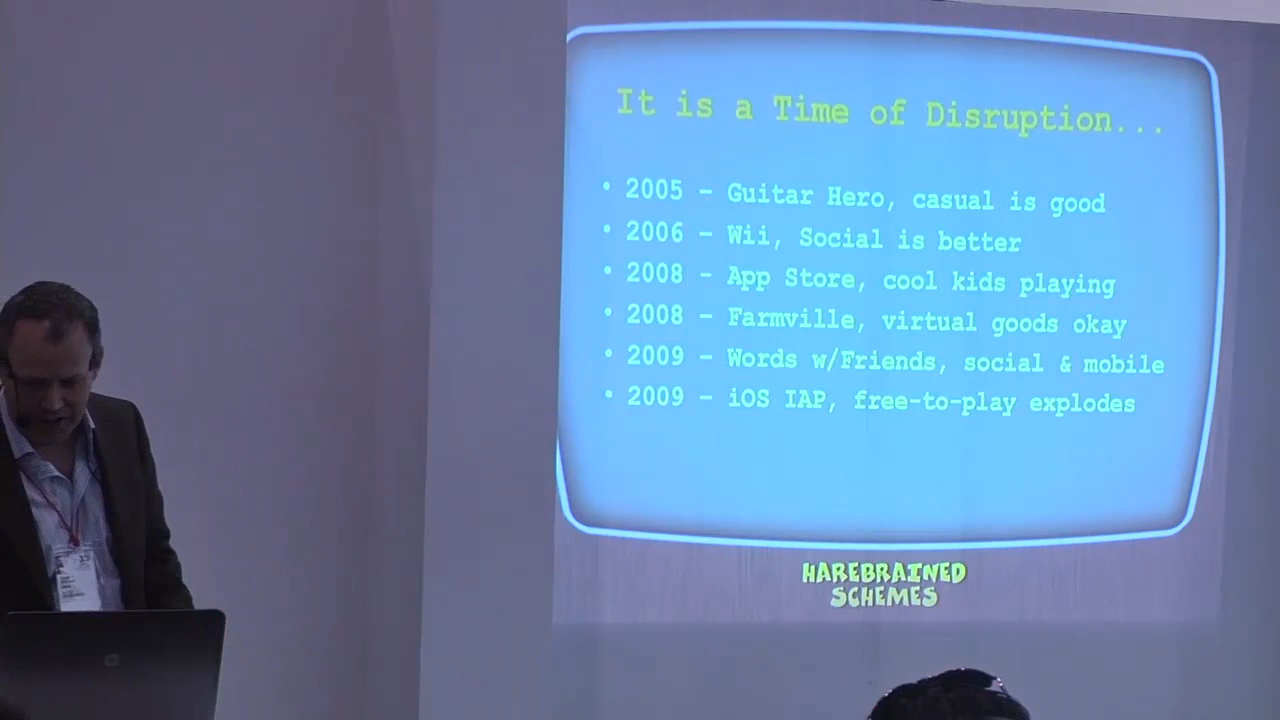 It is a Time of Disruption...
• 2005 – Guitar Hero, casual is good
• 2006 – Wii, Social is better
• 2008 – App Store, cool kids playing
• 2008 – Farmville, virtual goods okay
• 2009 – Words w/Friends, social & mobile
• 2009 – iOS IAP, free-to-play explodes
HAREBRAINED
SCHEMES
hp